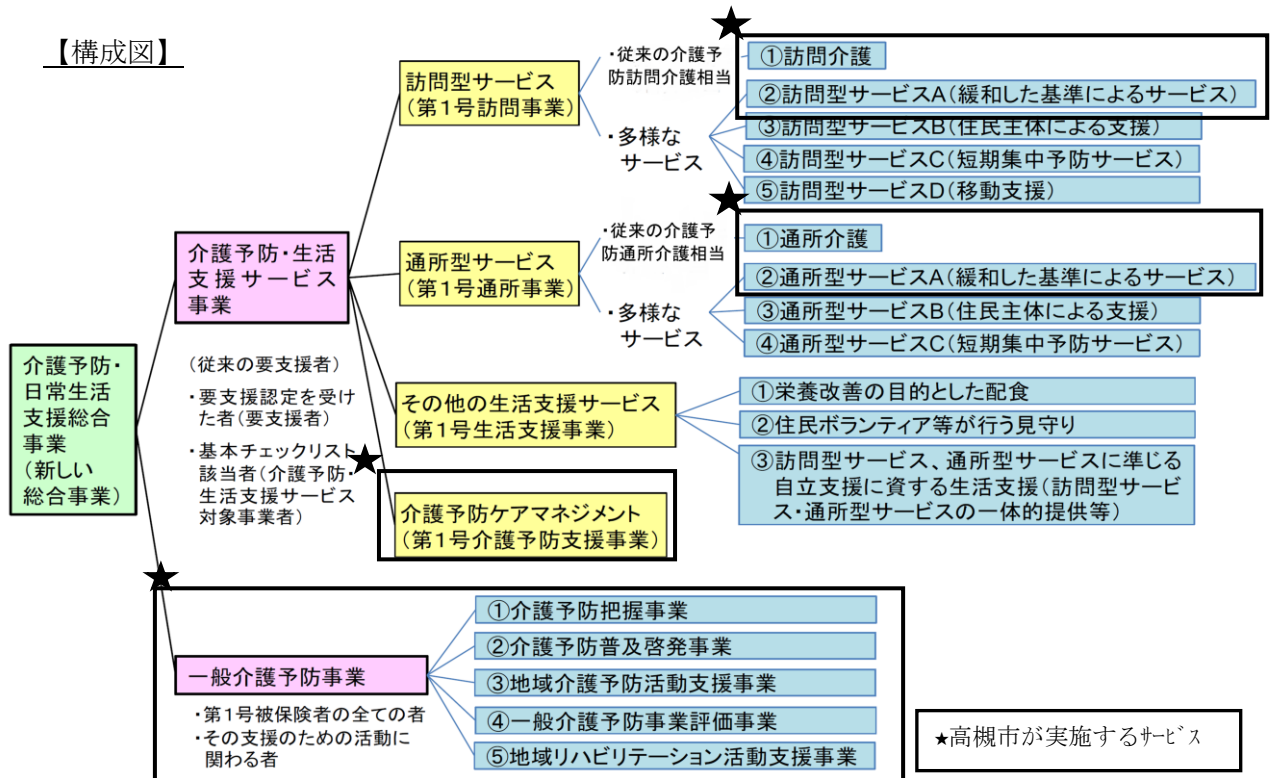 【構成図】
★
訪問型サービス
(第1号訪問事業)
・従来の介護予
防訪問介護相当
・多様な
サービス
①訪問介護
②訪問型サービスA(緩和した基準によるサービス)
③訪問型サービスB(住民主体による支援)
④訪問型サービスC(短期集中予防サービス)
⑤訪問型サービスD(移動支援)
★
介護予防・生活
支援サービス
事業
通所型サービス
(第1号通所事業)
・従来の介護予
防通所介護相当
・多様な
サービス
①通所介護
②通所型サービスA(緩和した基準によるサービス)
③通所型サービスB(住民主体による支援)
④通所型サービスC(短期集中予防サービス)
介護予防・
日常生活
支援総合
事業
(新しい
総合事業)
(従来の要支援者)
・要支援認定を受け
た者(要支援者)
・基本チェックリスト
該当者(介護予防・
生活支援サービス
対象事業者)
その他の生活支援サービス
(第1号生活支援事業)
①栄養改善の目的とした配食
②住民ボランティア等が行う見守り
③訪問型サービス、通所型サービスに準じる
自立支援に資する生活支援(訪問型サービ
ス・通所型サービスの一体的提供等)
★
介護予防ケアマネジメント
(第1号介護予防支援事業)
★
一般介護予防事業
・第1号被保険者の全ての者
・その支援のための活動に
関わる者
①介護予防把握事業
②介護予防普及啓発事業
③地域介護予防活動支援事業
④一般介護予防事業評価事業
⑤地域リハビリテーション活動支援事業
★高槻市が実施するｻｰﾋﾞｽ